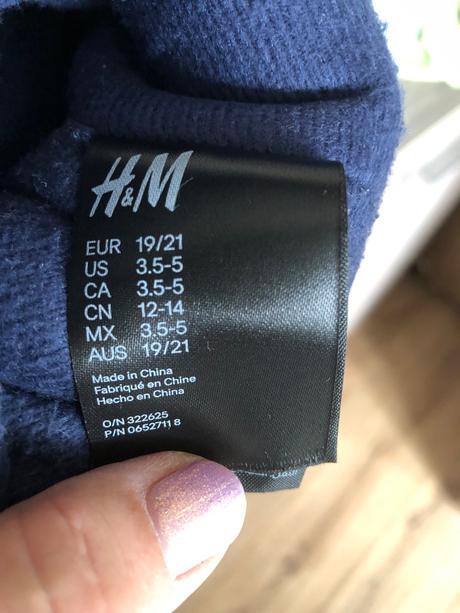 H&M
EUR 19/21
US 3.5-5
CA 3.5-5
CN 12-14
MX 3.5-5
AUS 19/21
Made in China
Fabriqué en Chine
Hecho en China
O/N 322625
P/N 0652711 8